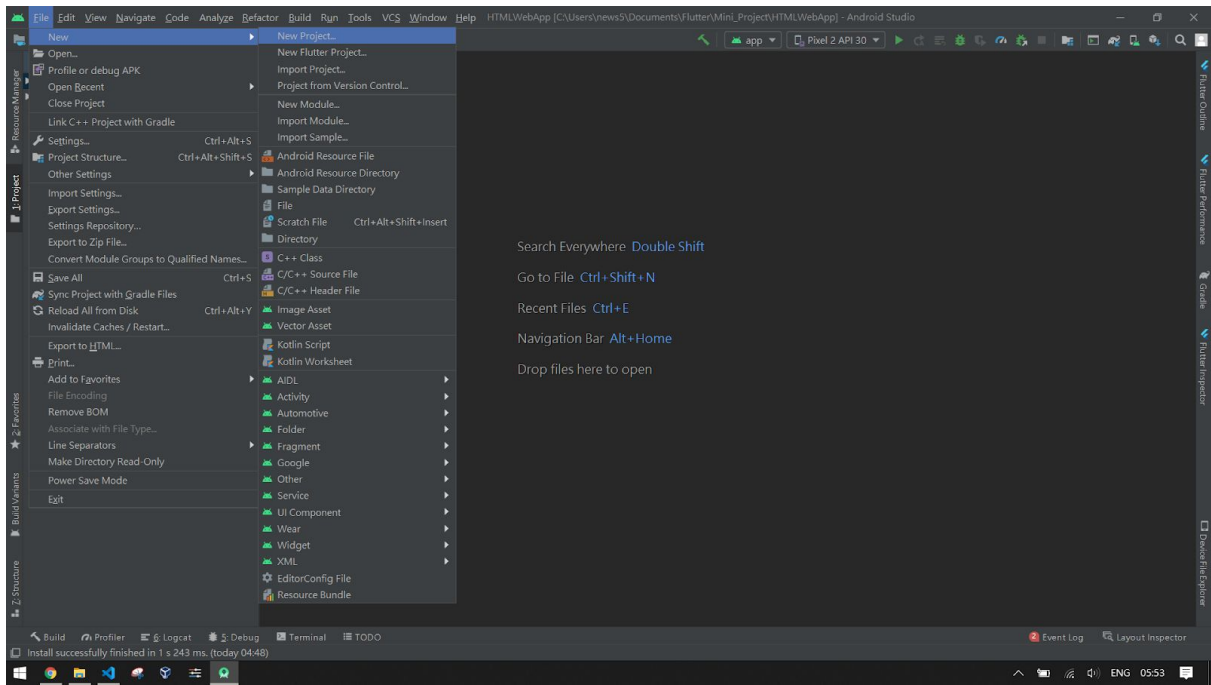 File Edit View Navigate Code Analyze Refactor Build Run Tools VCS Window Help HTMLWebApp [C:\Users\news5\Documents\Flutter\Mini_Project\HTMLWebApp] - Android Studio
app Pixel 2 API 30
New
Open...
Profile or debug APK
Open Recent
Close Project
Link C++ Project with Gradle
Settings... Ctrl+Alt+S
Project Structure... Ctrl+Alt+Shift+S
Other Settings
Import Settings...
Export Settings...
Settings Repository...
Export to Zip File...
Convert Module Groups to Qualified Names...
Save All Ctrl+S
Sync Project with Gradle Files
Reload All from Disk Ctrl+Alt+Y
Invalidate Caches / Restart...
Export to HTML...
Print...
Add to Favorites
File Encoding
Remove BOM
Associate with File Type...
Line Separators
Make Directory Read-Only
Power Save Mode
Exit
New Project...
New Flutter Project...
Import Project...
Project from Version Control...
New Module...
Import Module...
Import Sample...
Android Resource File
Android Resource Directory
Sample Data Directory
File
Scratch File Ctrl+Alt+Shift+Insert
Directory
C++ Class
C/C++ Source File
C/C++ Header File
Image Asset
Vector Asset
Kotlin Script
Kotlin Worksheet
AIDL
Activity
Automotive
Folder
Fragment
Google
Other
Service
UI Component
Wear
Widget
XML
EditorConfig File
Resource Bundle
Search Everywhere Double Shift
Go to File Ctrl+Shift+N
Recent Files Ctrl+E
Navigation Bar Alt+Home
Drop files here to open
Resource Manager
1: Project
2: Favorites
Build Variants
Z: Structure
Flutter Outline
Flutter Performance
Gradle
Flutter Inspector
Device File Explorer
Build Profiler 6: Logcat 5: Debug Terminal TODO
2 Event Log Layout Inspector
Install successfully finished in 1 s 243 ms. (today 04:48)
ENG 05:53